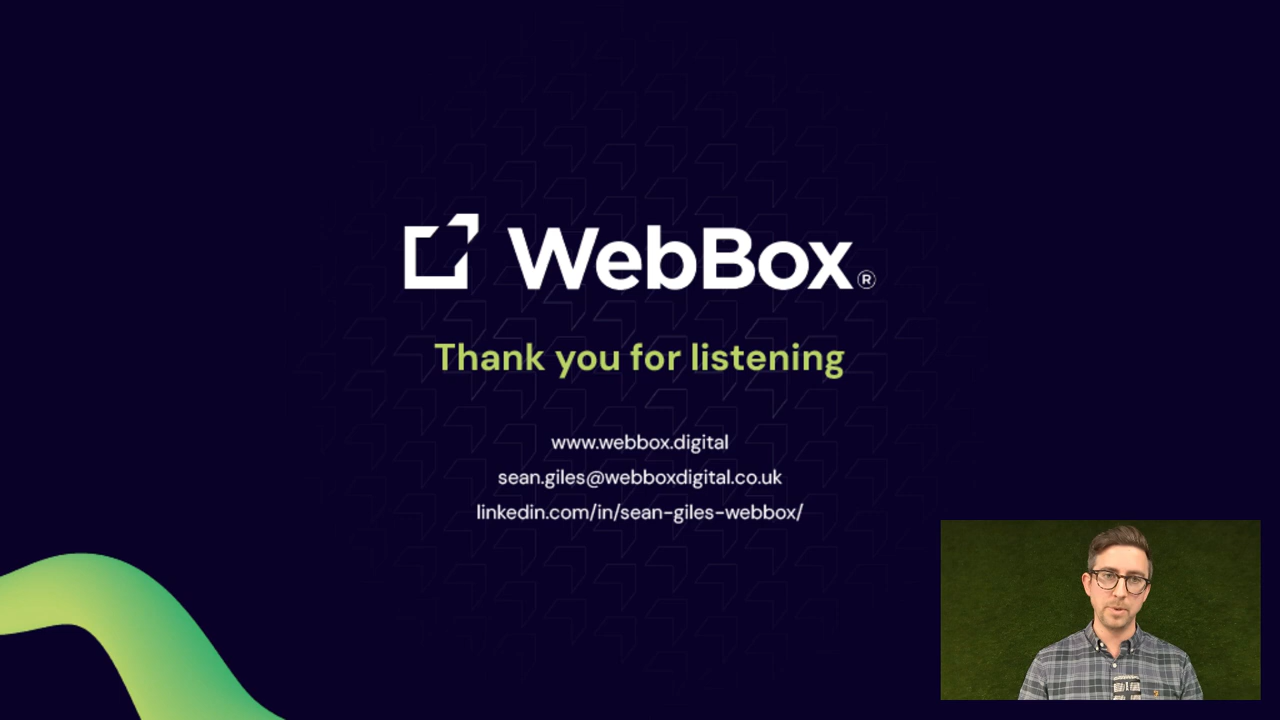 WebBox®
Thank you for listening
www.webbox.digital
sean.giles@webboxdigital.co.uk
linkedin.com/in/sean-giles-webbox/